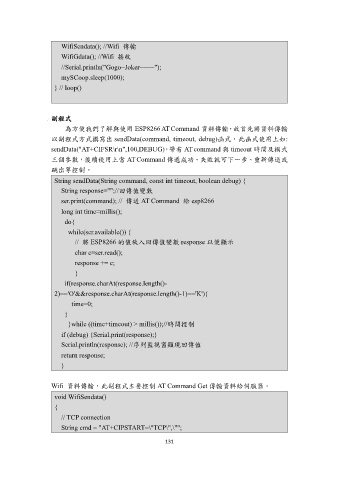 WifiSendata(); //Wifi 傳輸
WifiGdata(); //Wifi 接收
//Serial.println("Gogo~Joker~~~~");
mySCoop.sleep(1000);
} // loop()
副程式
為方便我們了解與使用 ESP8266 AT Command 資料傳輸，故首先將資料傳輸
以副程式方式撰寫出 sendData(command, timeout, debug)函式，此函式使用上如:
sendData("AT+CIFSR\r\n",100,DEBUG)，帶有 AT command 與 timeout 時間及模式
三個參數，後續使用上當 AT Command 傳遞成功、失敗就可下一步、重新傳送或
跳出等控制。
String sendData(String command, const int timeout, boolean debug) {
String response="";//回傳值變數
ser.print(command); // 傳送 AT Command 給 esp8266
long int time=millis();
do{
while(ser.available()) {
// 將 ESP8266 的值放入回傳值變數 response 以便顯示
char c=ser.read();
response += c;
}
if(response.charAt(response.length()-
2)=='O'&&response.charAt(response.length()-1)=='K'){
time=0;
}
}while ((time+timeout) > millis());//時間控制
if (debug) {Serial.print(response);}
Serial.println(response); //序列監視窗顯現回傳值
return response;
}
Wifi 資料傳輸，此副程式主要控制 AT Command Get 傳輸資料給伺服器。
void WifiSendata()
{
// TCP connection
String cmd = "AT+CIPSTART=\"TCP\",\"";
131